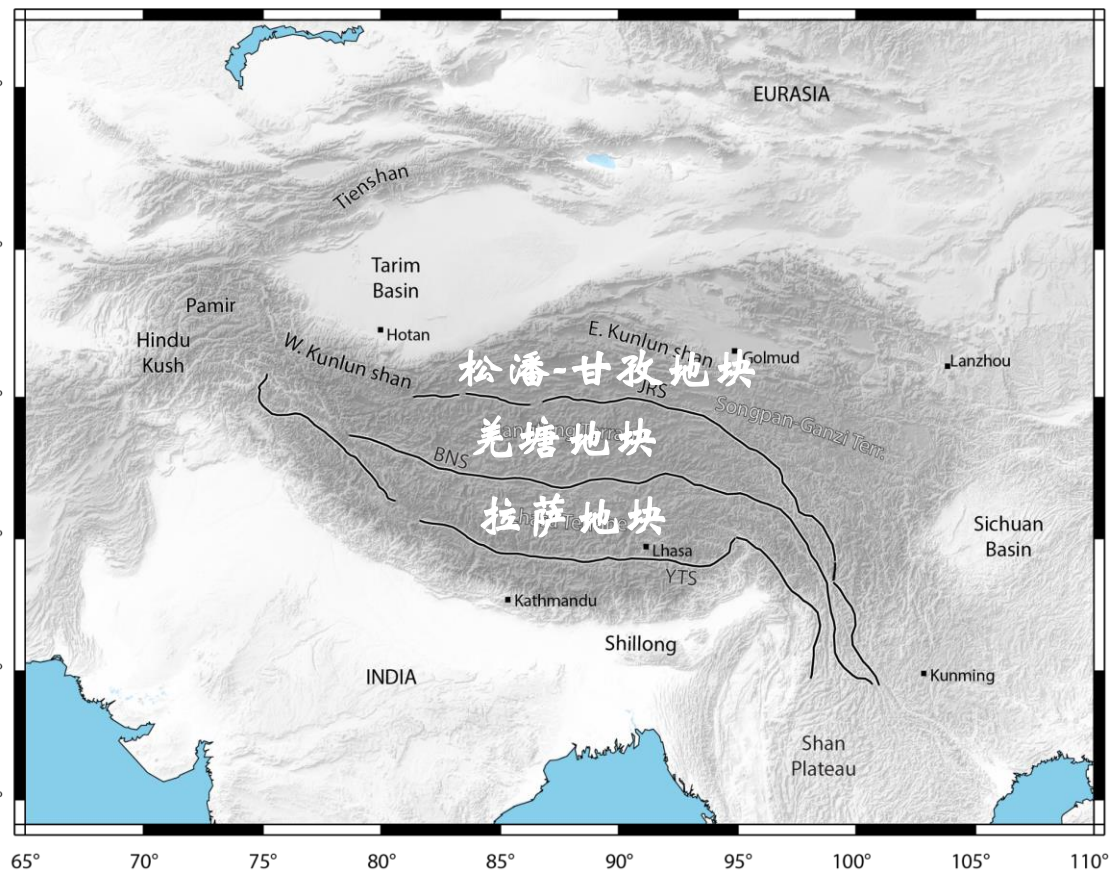 EURASIA
Tienshan
Tarim
Basin
Pamir
Hindu
Kush
Hotan
W. Kunlun shan
E. Kunlun shan
Golmud
Lanzhou
松潘-甘孜地块
JRS
Songpan-Ganzi Terr.
羌塘地块
BNS
拉萨地块
Lhasa
YTS
Sichuan
Basin
Kathmandu
Shillong
INDIA
Kunming
Shan
Plateau
65°
70°
75°
80°
85°
90°
95°
100°
105°
110°